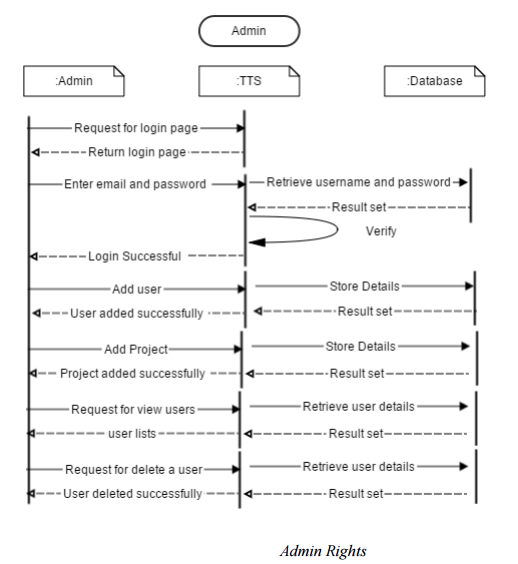 Admin
:Admin :TTS :Database
Request for login page
Return login page
Enter email and password Retrieve username and password
Result set
Verify
Login Successful
Add user Store Details
User added successfully Result set
Add Project Store Details
Project added successfully Result set
Request for view users Retrieve user details
user lists Result set
Request for delete a user Retrieve user details
User deleted successfully Result set
Admin Rights